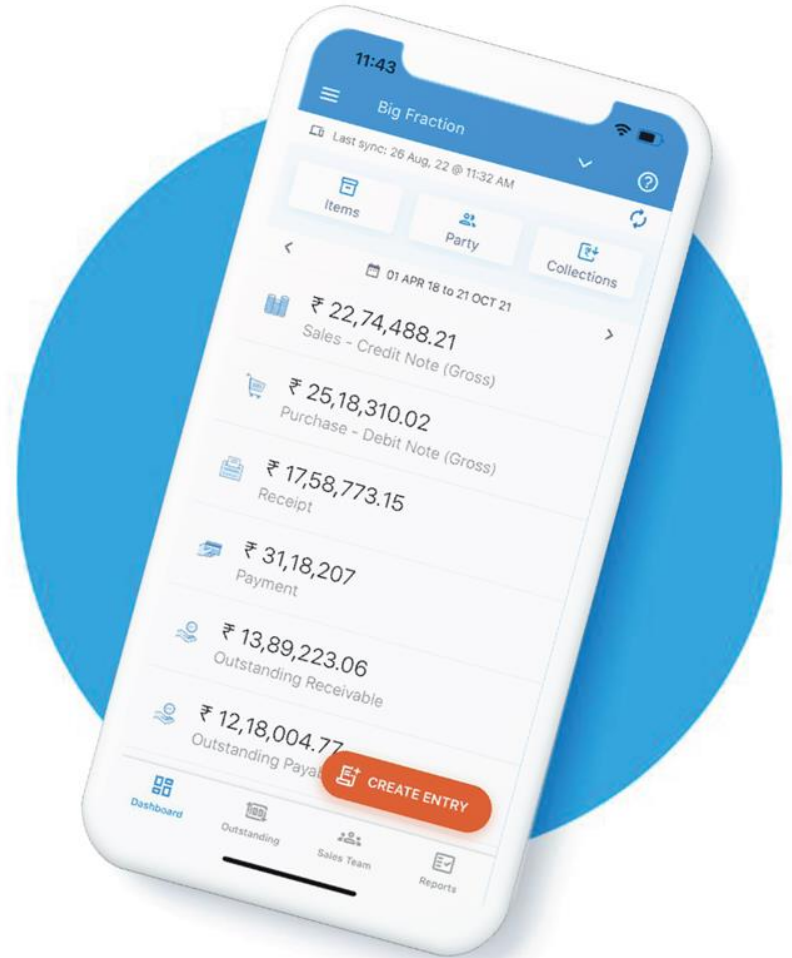 11:43
Big Fraction
Last sync: 26 Aug, 22 @ 11:32 AM
Items
Party
Collections
01 APR 18 to 21 OCT 21
₹ 22,74,488.21
Sales - Credit Note (Gross)
₹ 25,18,310.02
Purchase - Debit Note (Gross)
₹ 17,58,773.15
Receipt
₹ 31,18,207
Payment
₹ 13,89,223.06
Outstanding Receivable
₹ 12,18,004.77
Outstanding Payab
CREATE ENTRY
Dashboard
Outstanding
Sales Team
Reports